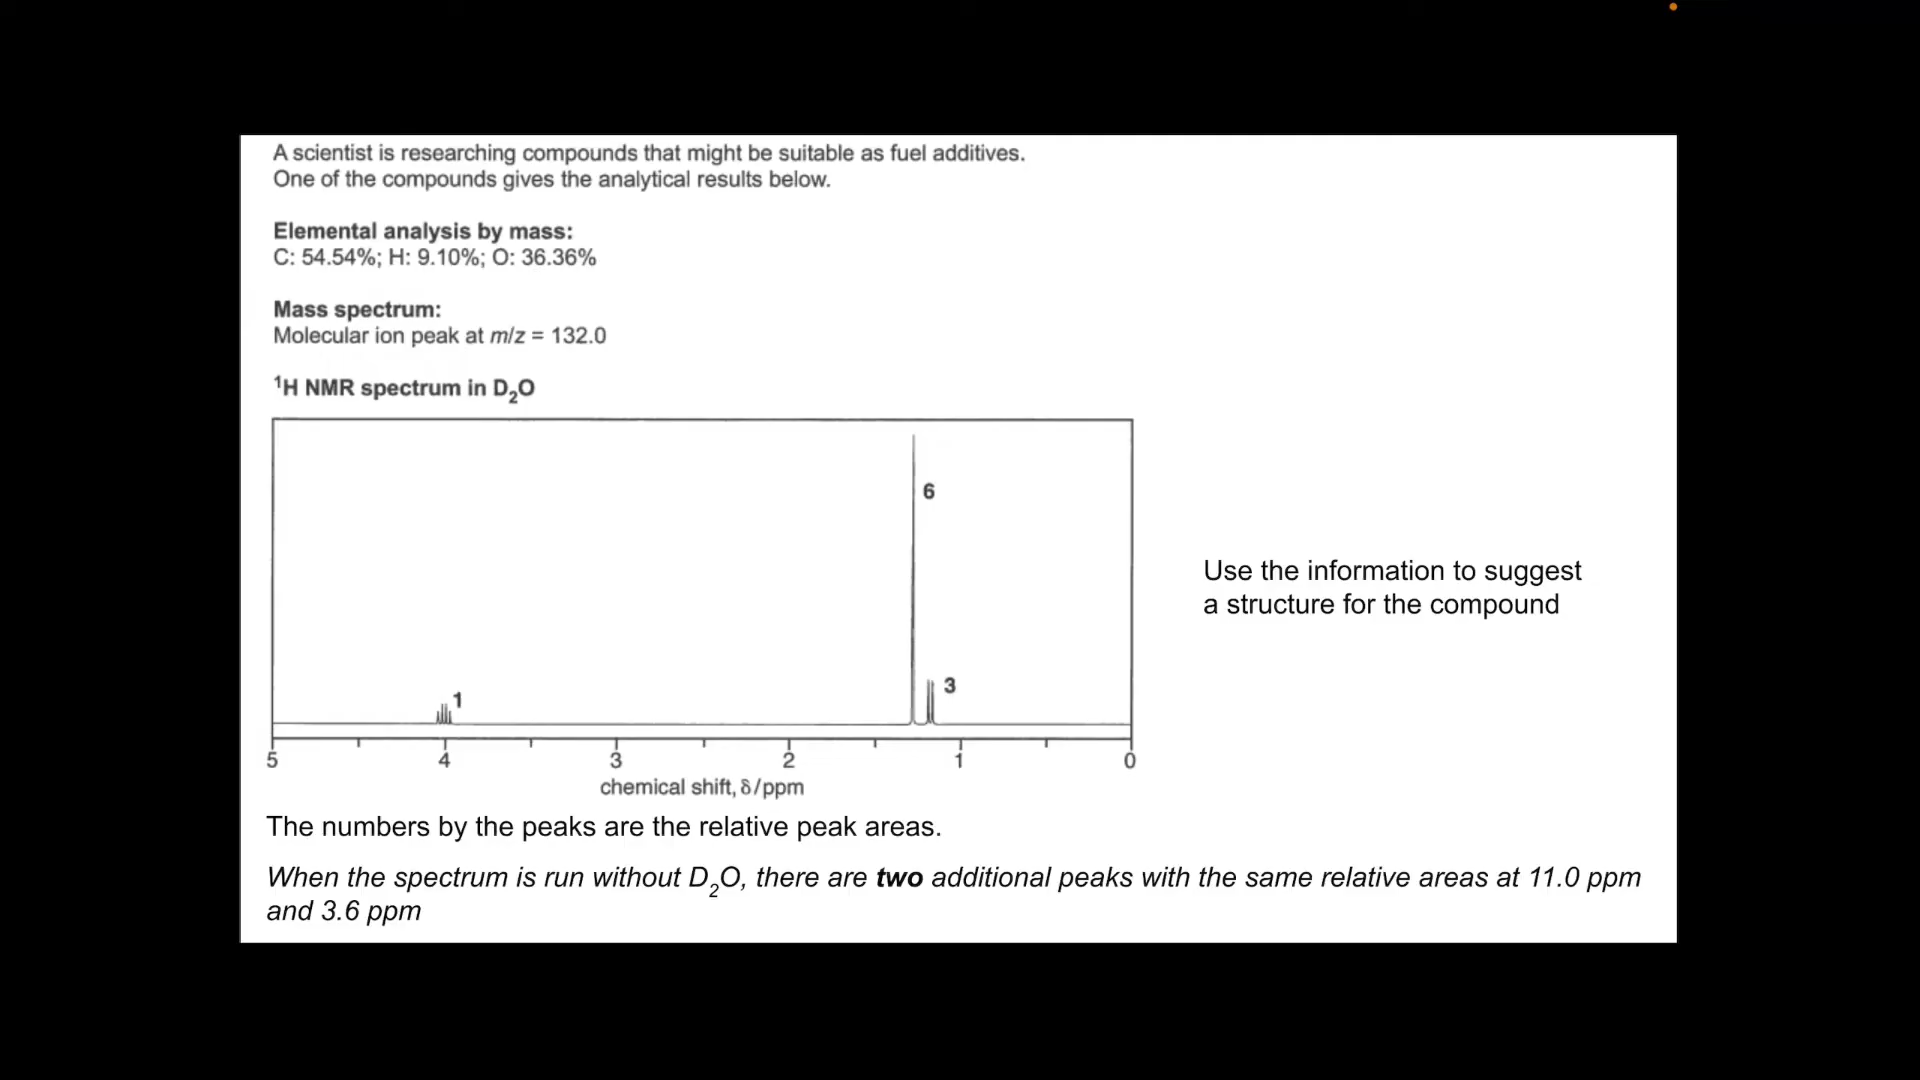 A scientist is researching compounds that might be suitable as fuel additives.
One of the compounds gives the analytical results below.
Elemental analysis by mass:
C: 54.54%; H: 9.10%; O: 36.36%
Mass spectrum:
Molecular ion peak at m/z = 132.0
¹H NMR spectrum in D₂O
6
3
1
5 4 3 2 1 0
chemical shift, δ/ppm
Use the information to suggest
a structure for the compound
The numbers by the peaks are the relative peak areas.
When the spectrum is run without D₂O, there are two additional peaks with the same relative areas at 11.0 ppm
and 3.6 ppm